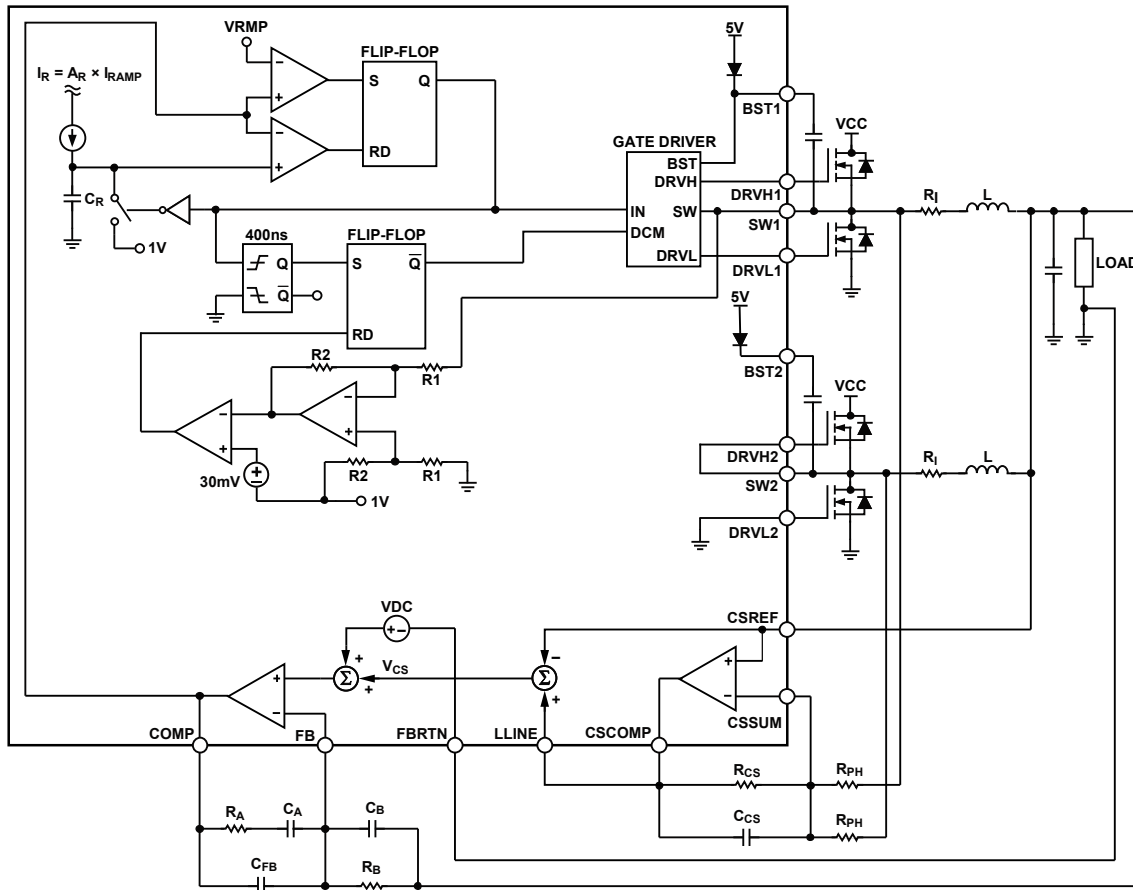 VRMP
FLIP-FLOP
I_R = A_R × I_RAMP
S
Q
RD
C_R
1V
5V
BST1
GATE DRIVER
BST
DRVH
IN
SW
DCM
DRVL
DRVH1
SW1
DRVL1
VCC
R_I
L
LOAD
400ns
Q
Q̅
FLIP-FLOP
S
Q̅
RD
5V
BST2
R2
R1
R2
R1
30mV
1V
VCC
DRVH2
SW2
DRVL2
R_I
L
VDC
CSREF
V_CS
CSSUM
COMP
FB
FBRTN
LLINE
CSCOMP
R_CS
R_PH
C_CS
R_PH
R_A
C_A
C_B
C_FB
R_B